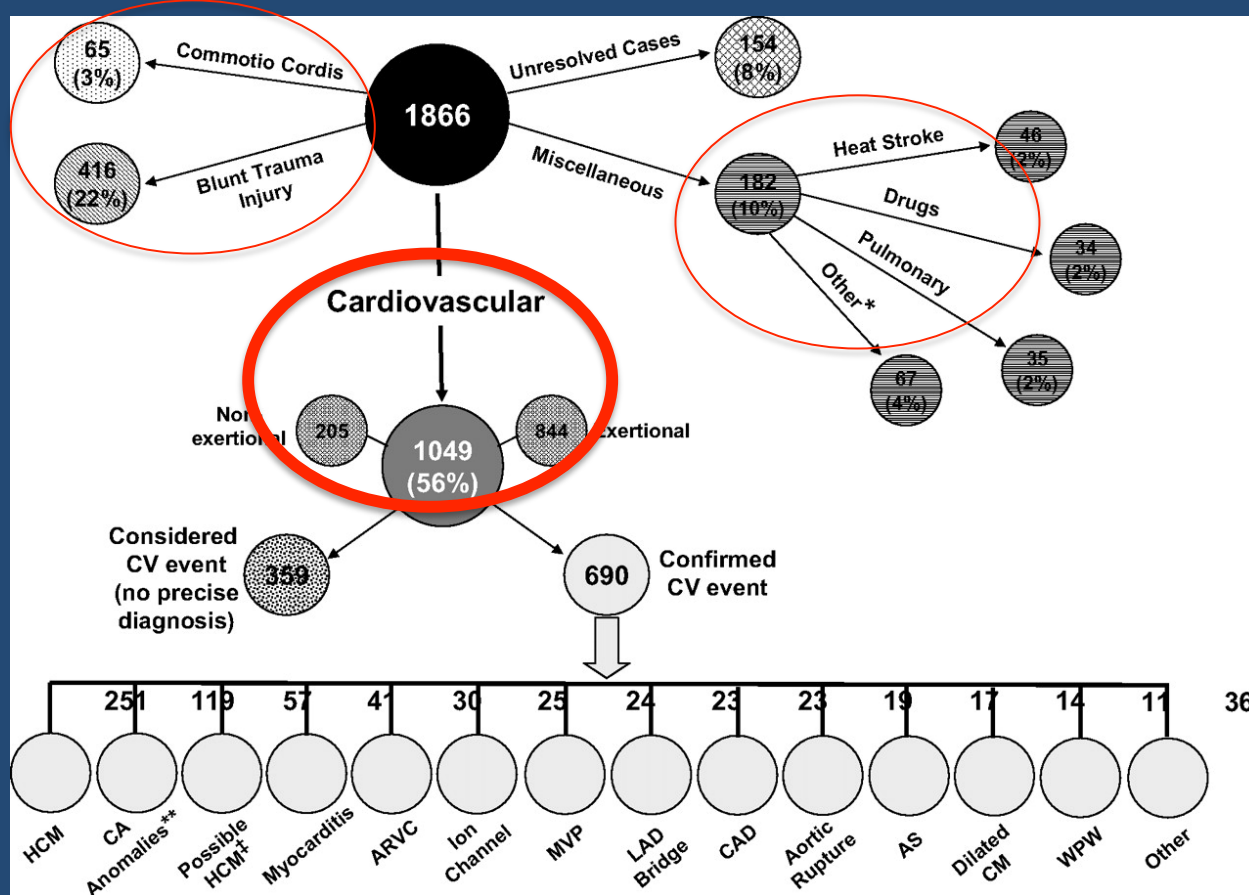 65
(3%)
Commotio Cordis
1866
Unresolved Cases
154
(8%)
416
(22%)
Blunt Trauma
Injury
Miscellaneous
182
(10%)
Heat Stroke
46
(2%)
Drugs
34
(2%)
Pulmonary
35
(2%)
Other*
67
(4%)
Cardiovascular
Non
exertional
205
1049
(56%)
844
Exertional
Considered
CV event
(no precise
diagnosis)
359
690
Confirmed
CV event
251 119 57 41 30 25 24 23 23 19 17 14 11 36
HCM
CA
Anomalies**
Possible
HCM‡
Myocarditis
ARVC
Ion
Channel
MVP
LAD
Bridge
CAD
Aortic
Rupture
AS
Dilated
CM
WPW
Other